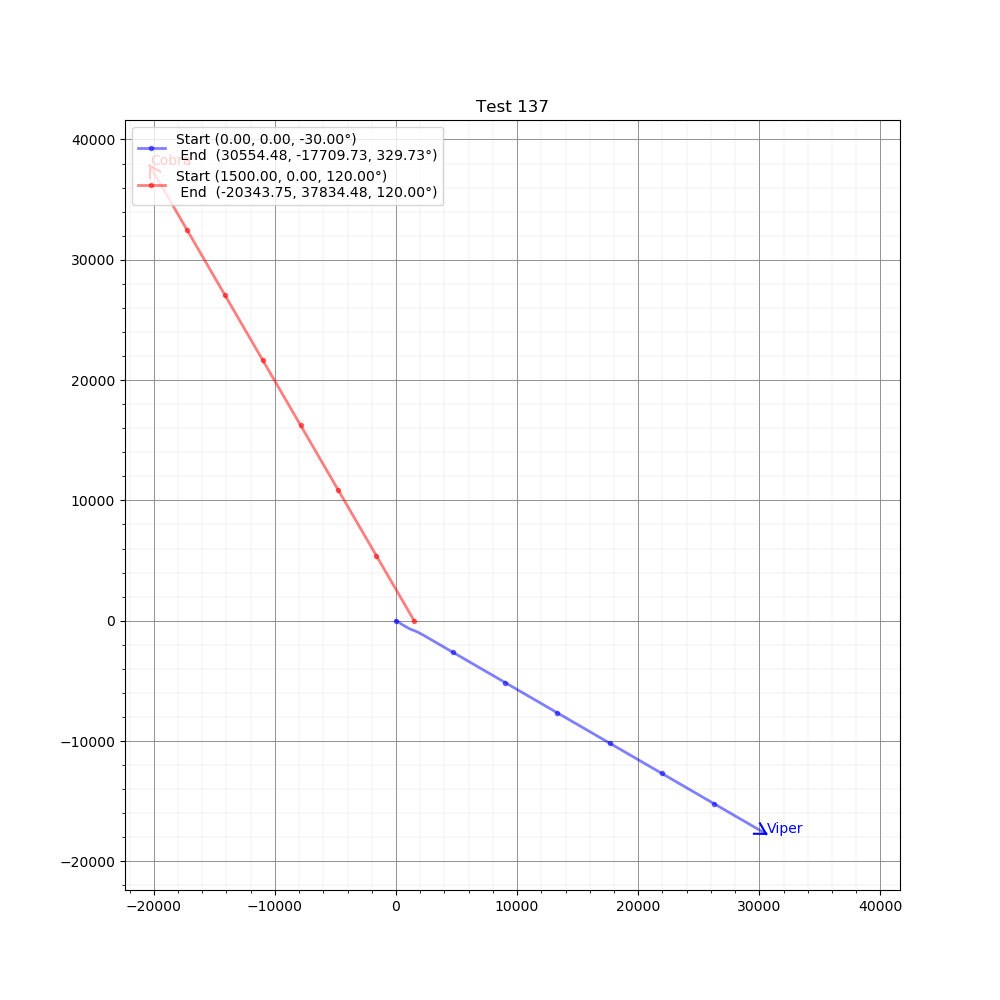 Test 137
Start (0.00, 0.00, -30.00°)
End  (30554.48, -17709.73, 329.73°)
Start (1500.00, 0.00, 120.00°)
End  (-20343.75, 37834.48, 120.00°)
Cobra
Viper
40000
30000
20000
10000
0
−10000
−20000
−20000
−10000
0
10000
20000
30000
40000